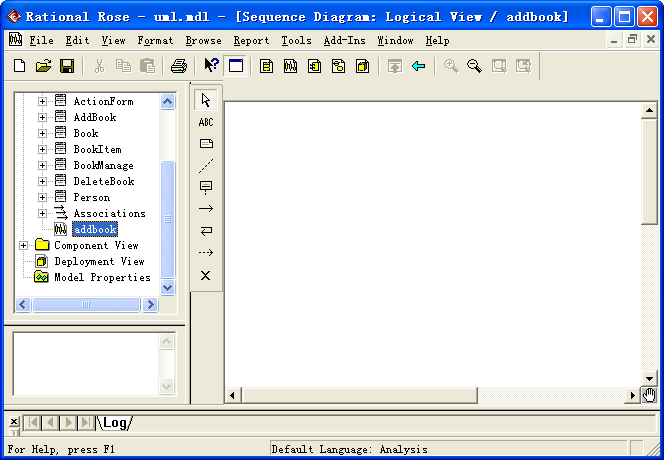 Rational Rose - uml.mdl - [Sequence Diagram: Logical View / addbook]
File Edit View Format Browse Report Tools Add-Ins Window Help
ActionForm
AddBook
Book
BookItem
BookManage
DeleteBook
Person
Associations
addbook
Component View
Deployment View
Model Properties
ABC
Log
For Help, press F1
Default Language: Analysis